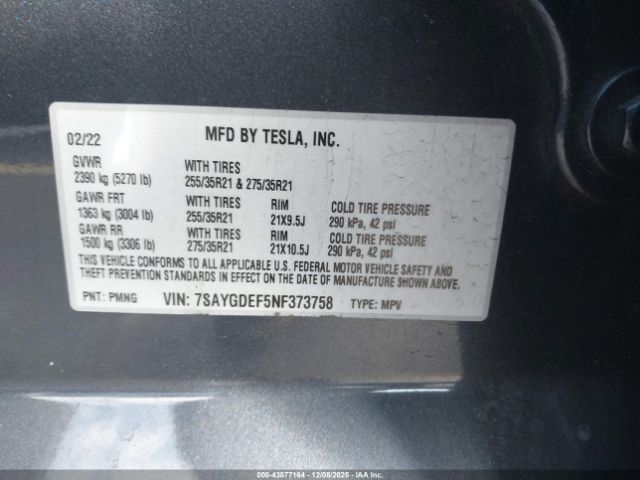 02/22 MFD BY TESLA, INC.
GVWR WITH TIRES
2390 kg (5270 lb) 255/35R21 & 275/35R21
GAWR FRT WITH TIRES RIM COLD TIRE PRESSURE
1363 kg (3004 lb) 255/35R21 21X9.5J 290 kPa, 42 psi
GAWR RR WITH TIRES RIM COLD TIRE PRESSURE
1500 kg (3306 lb) 275/35R21 21X10.5J 290 kPa, 42 psi
THIS VEHICLE CONFORMS TO ALL APPLICABLE U.S. FEDERAL MOTOR VEHICLE SAFETY AND
THEFT PREVENTION STANDARDS IN EFFECT ON THE DATE OF MANUFACTURE SHOWN ABOVE.
PNT: PMNG VIN: 7SAYGDEF5NF373758 TYPE: MPV
000-43877164 - 12/08/2025 - IAA Inc.